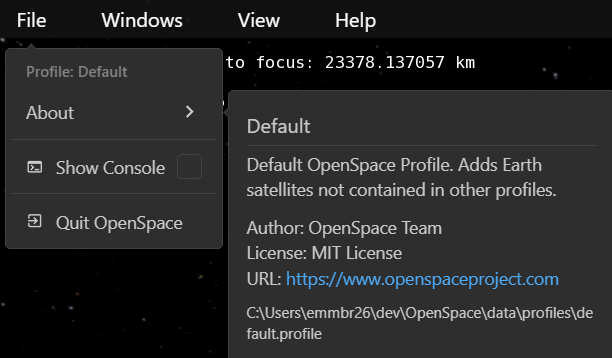 File Windows View Help
Profile: Default
to focus: 23378.137057 km
About
Default
Show Console
Default OpenSpace Profile. Adds Earth
satellites not contained in other profiles.
Quit OpenSpace
Author: OpenSpace Team
License: MIT License
URL: https://www.openspaceproject.com
C:\Users\emmbr26\dev\OpenSpace\data\profiles\de
fault.profile